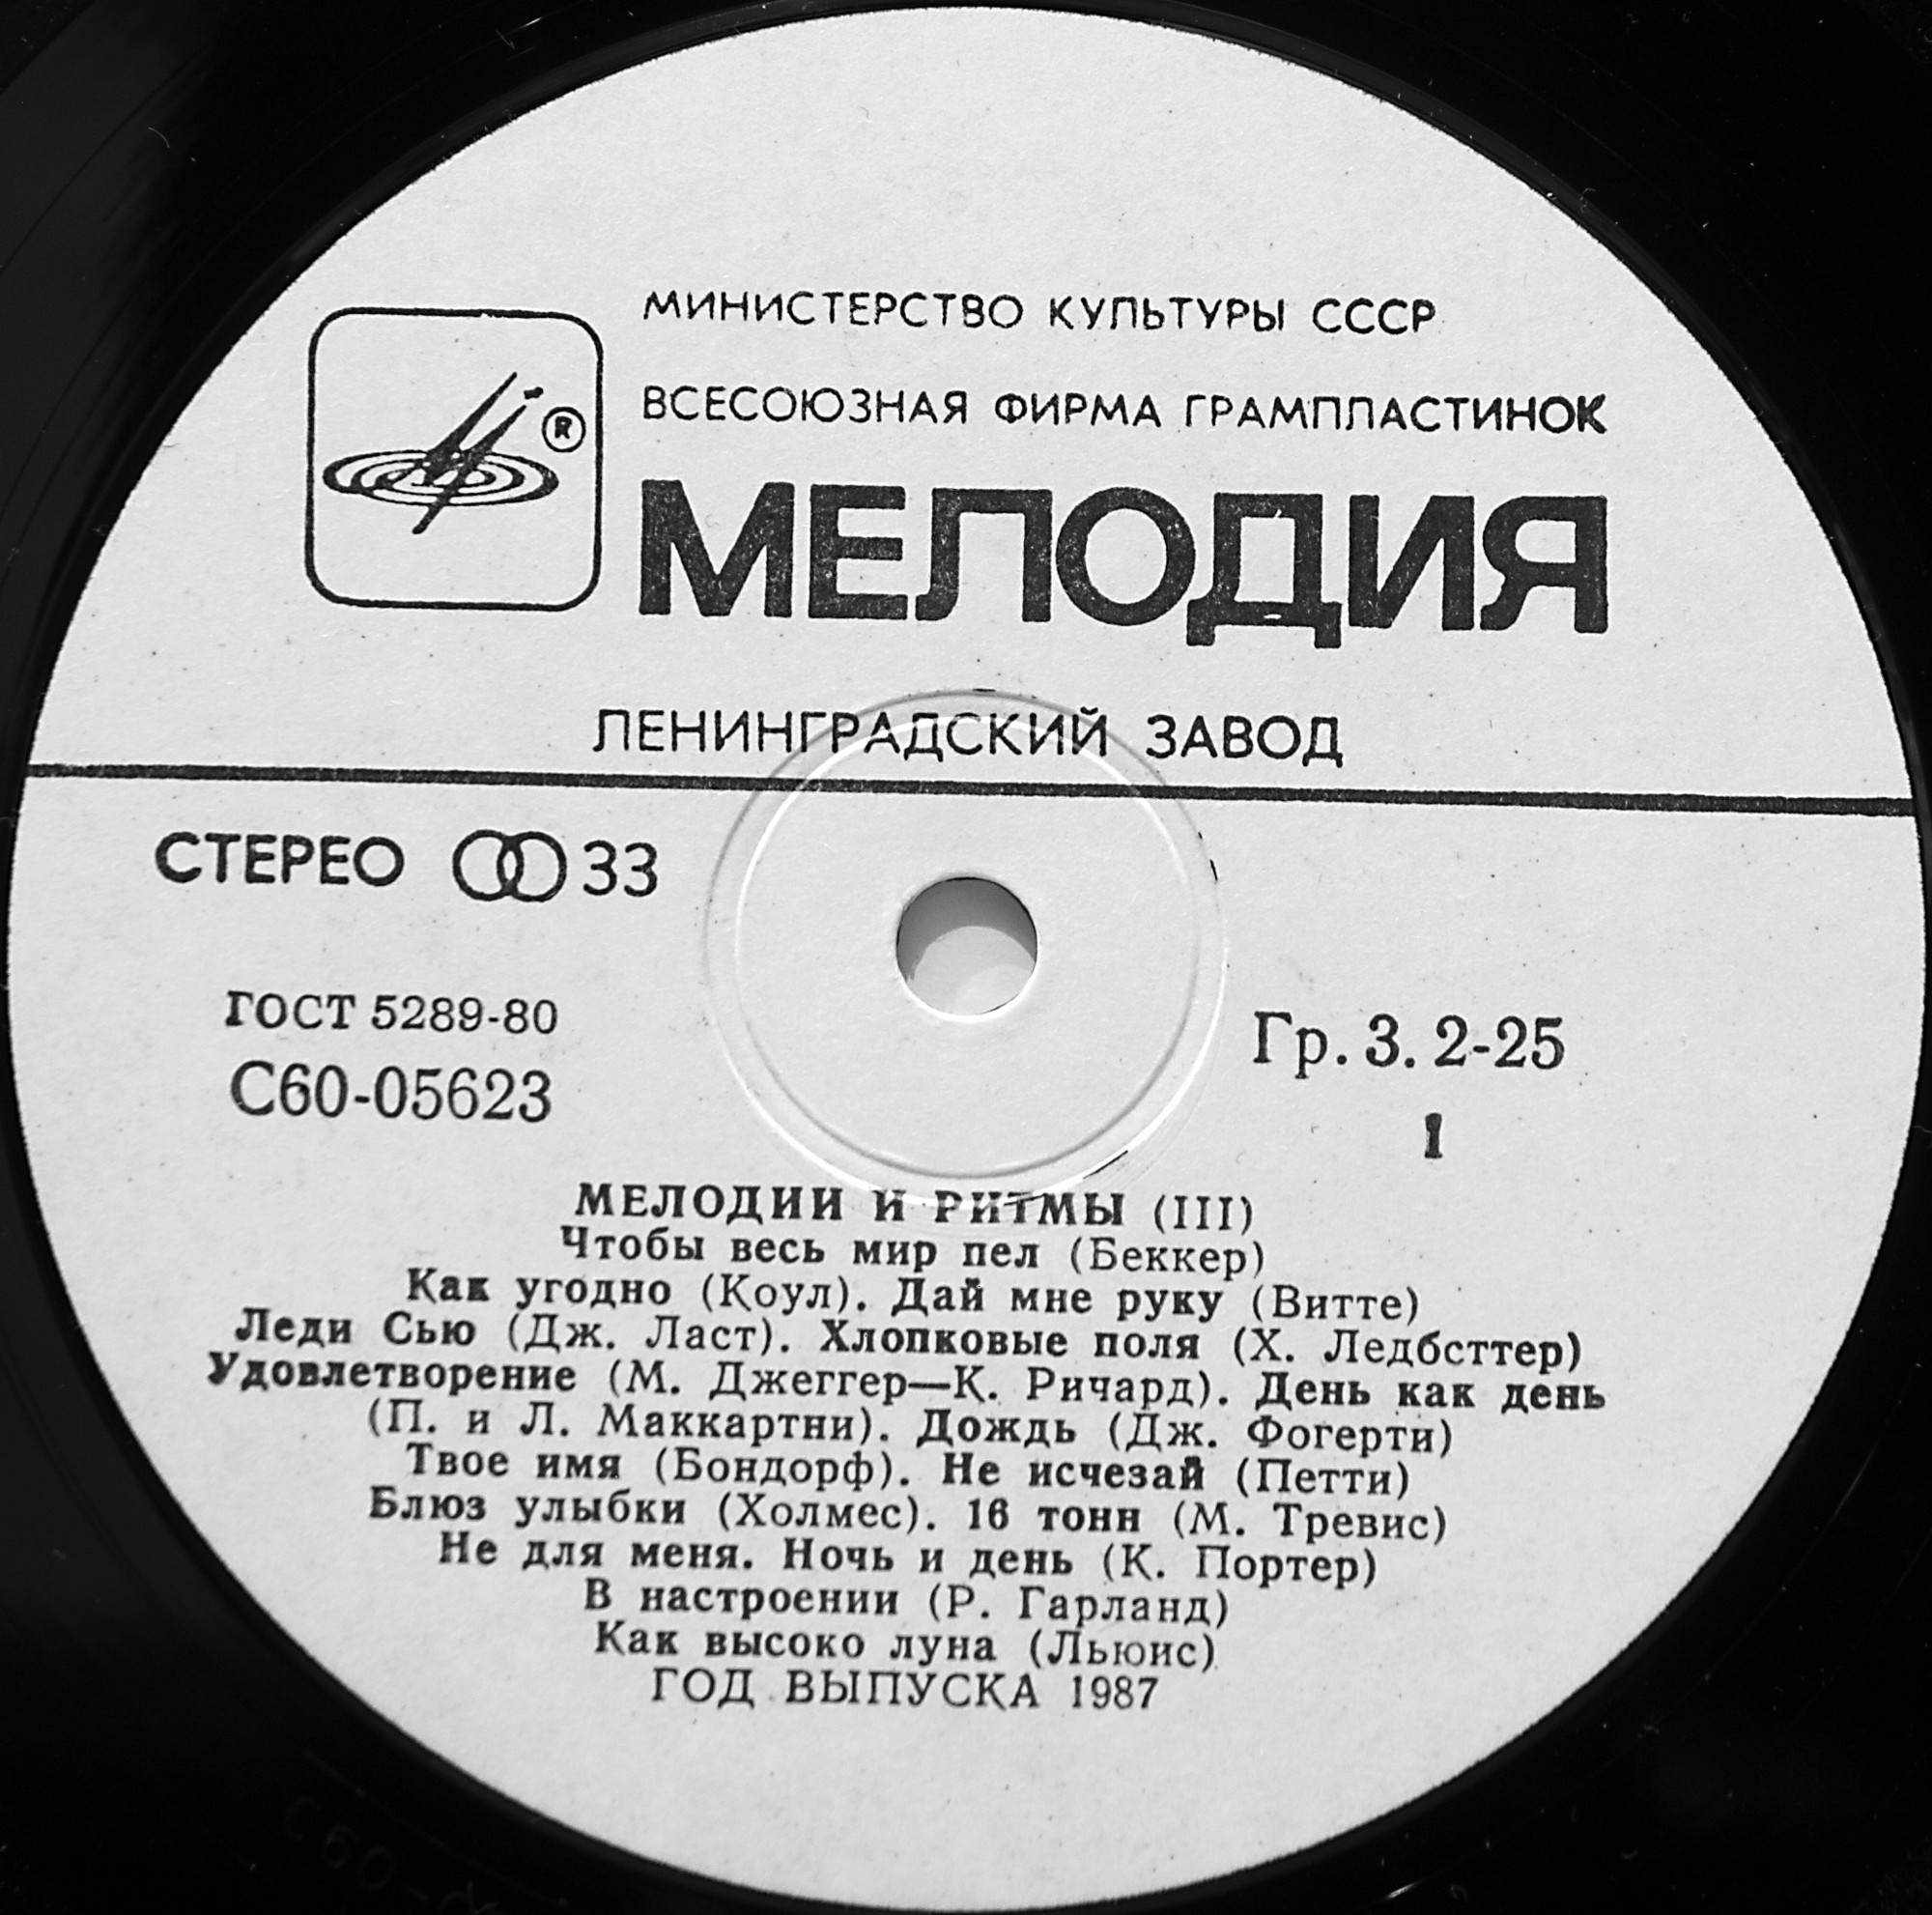 МИНИСТЕРСТВО КУЛЬТУРЫ СССР
ВСЕСОЮЗНАЯ ФИРМА ГРАМПЛАСТИНОК
®
МЕЛОДИЯ
ЛЕНИНГРАДСКИЙ ЗАВОД
СТЕРЕО 33
ГОСТ 5289-80
Гр. 3. 2-25
С60-05623
1
МЕЛОДИИ И РИТМЫ (III)
Чтобы весь мир пел (Беккер)
Как угодно (Коул). Дай мне руку (Витте)
Леди Сью (Дж. Ласт). Хлопковые поля (Х. Ледбсттер)
Удовлетворение (М. Джеггер—К. Ричард). День как день
(П. и Л. Маккартни). Дождь (Дж. Фогерти)
Твое имя (Бондорф). Не исчезай (Петти)
Блюз улыбки (Холмес). 16 тонн (М. Тревис)
Не для меня. Ночь и день (К. Портер)
В настроении (Р. Гарланд)
Как высоко луна (Льюис)
ГОД ВЫПУСКА 1987